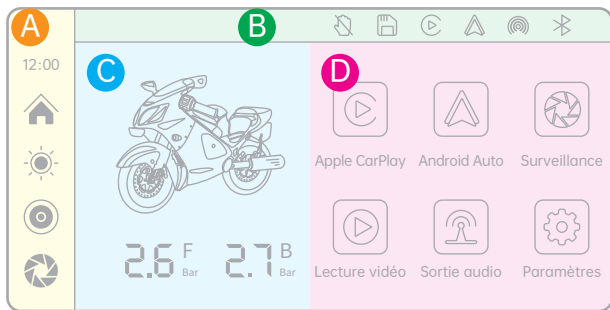 A
B
12:00
C
D
Apple CarPlay Android Auto Surveillance
2.6 F Bar 2.7 B Bar
Lecture vidéo Sortie audio Paramètres